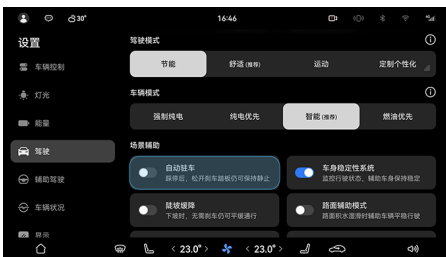 30°
16:46
设置
驾驶模式
节能
舒适 (推荐)
运动
定制个性化
车辆控制
灯光
能量
驾驶
辅助驾驶
车辆状况
显示
车辆模式
强制纯电
纯电优先
智能 (推荐)
燃油优先
场景辅助
自动驻车
踩停后，松开刹车踏板仍可保持静止
车身稳定性系统
监控行驶状态，辅助车身保持稳定
陡坡缓降
下坡时，无需刹车仍可平缓通行
路面辅助模式
路面积水湿滑时辅助车辆平稳行驶
< 23.0° >
< 23.0° >